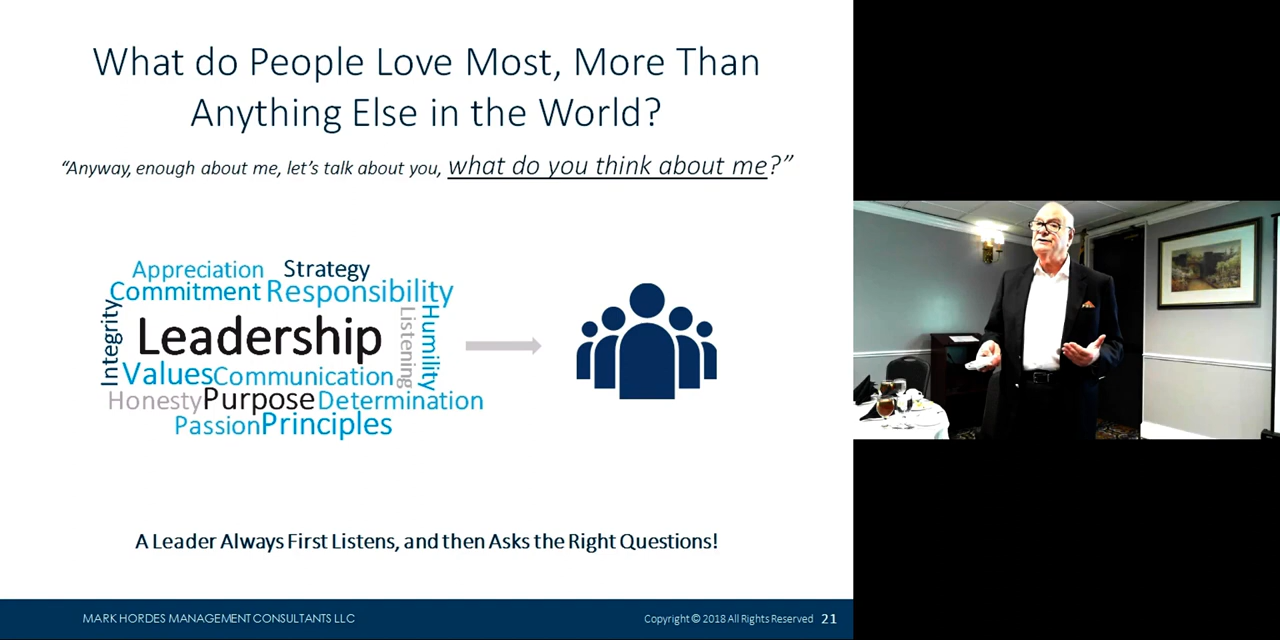 What do People Love Most, More Than
Anything Else in the World?
“Anyway, enough about me, let’s talk about you, what do you think about me?”
Appreciation Strategy
Commitment Responsibility
Integrity
Leadership
Listening
Humility
Values Communication
Honesty Purpose Determination
Passion Principles
A Leader Always First Listens, and then Asks the Right Questions!
MARK HORDES MANAGEMENT CONSULTANTS LLC
Copyright © 2018 All Rights Reserved 21